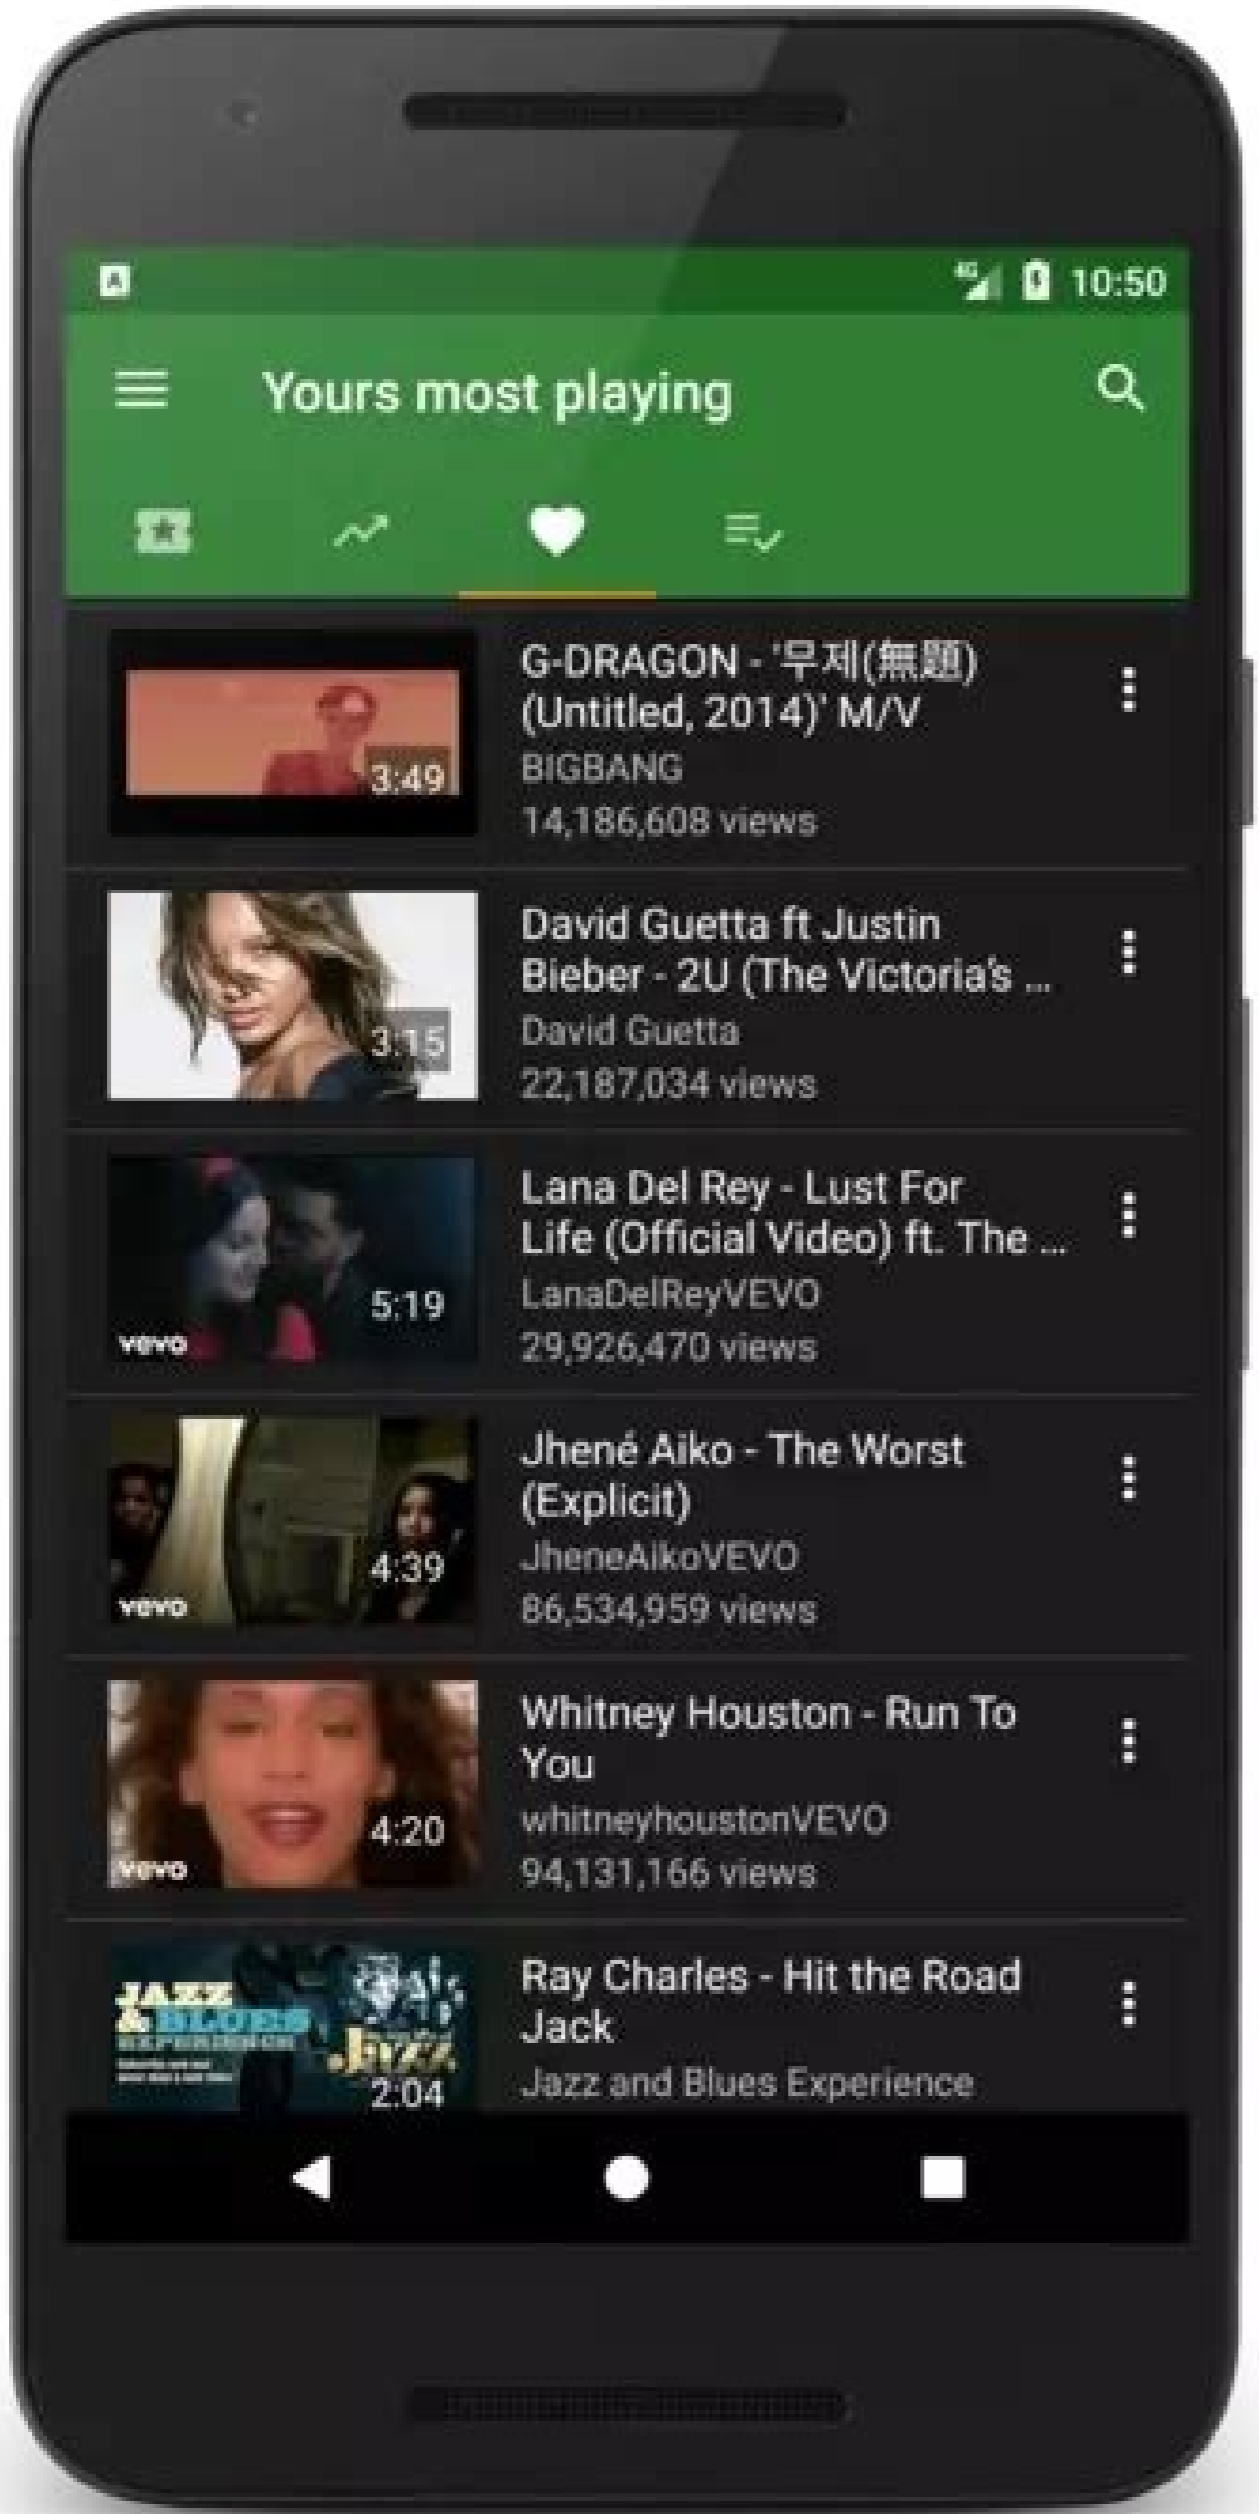 4G 10:50
Yours most playing
3:49
G-DRAGON - '무제(無題)
(Untitled, 2014)' M/V
BIGBANG
14,186,608 views
3:15
David Guetta ft Justin
Bieber - 2U (The Victoria's ...
David Guetta
22,187,034 views
5:19
vevo
Lana Del Rey - Lust For
Life (Official Video) ft. The ...
LanaDelReyVEVO
29,926,470 views
4:39
vevo
Jhené Aiko - The Worst
(Explicit)
JheneAikoVEVO
86,534,959 views
4:20
vevo
Whitney Houston - Run To
You
whitneyhoustonVEVO
94,131,166 views
JAZZ
& BLUES
EXPERIENCE
Jazz
2:04
Ray Charles - Hit the Road
Jack
Jazz and Blues Experience